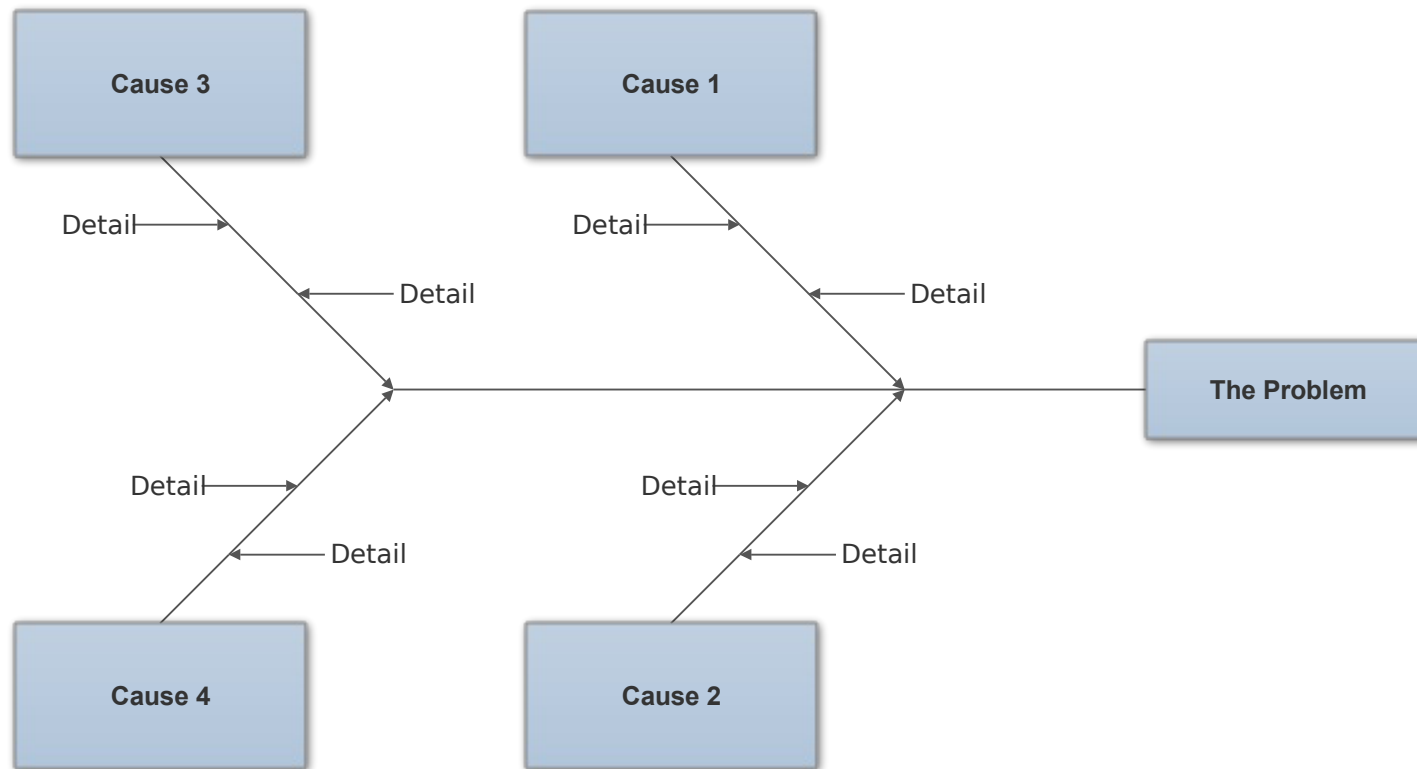 Cause 3
Cause 1
Detail
Detail
Detail
Detail
The Problem
Detail
Detail
Detail
Detail
Cause 4
Cause 2